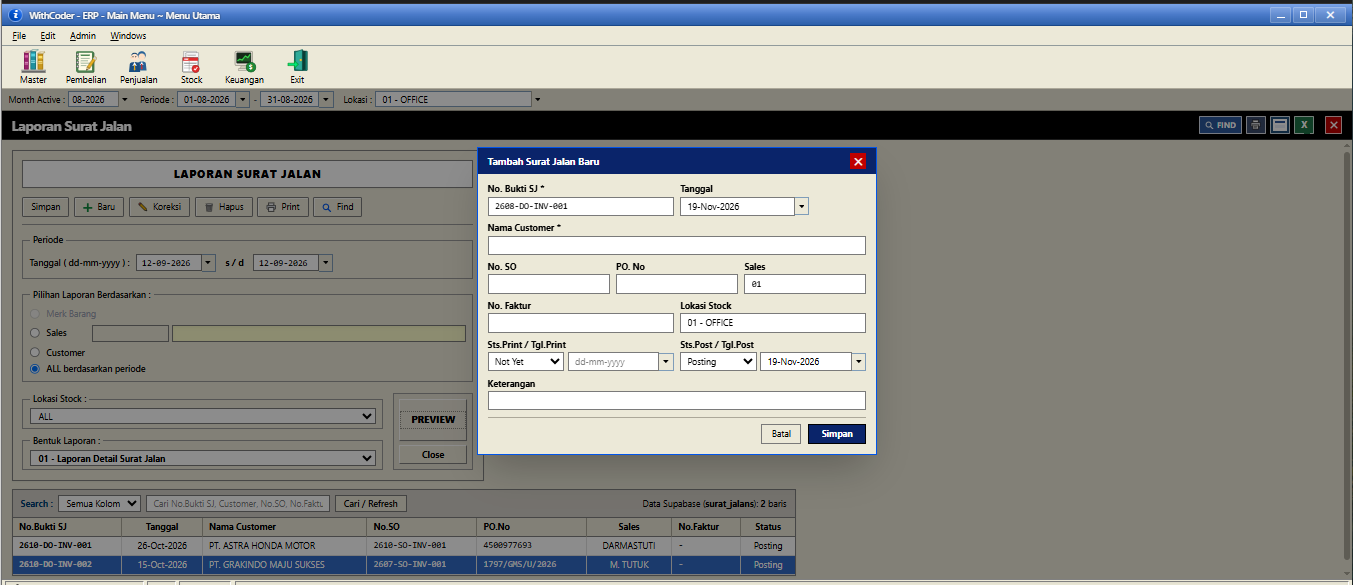 WithCoder - ERP - Main Menu ~ Menu Utama
File Edit Admin Windows
Master Pembelian Penjualan Stock Keuangan Exit
Month Active : 08-2026 Periode : 01-08-2026 - 31-08-2026 Lokasi : 01 - OFFICE
Laporan Surat Jalan FIND X
LAPORAN SURAT JALAN
Simpan Baru Koreksi Hapus Print Find
Periode
Tanggal ( dd-mm-yyyy ) : 12-09-2026 s / d 12-09-2026
Pilihan Laporan Berdasarkan :
Merk Barang
Sales
Customer
ALL berdasarkan periode
Lokasi Stock :
ALL
PREVIEW
Bentuk Laporan :
01 - Laporan Detail Surat Jalan
Close
Tambah Surat Jalan Baru
No. Bukti SJ * Tanggal
2608-DO-INV-001 19-Nov-2026
Nama Customer *
No. SO PO. No Sales
01
No. Faktur Lokasi Stock
01 - OFFICE
Sts.Print / Tgl.Print Sts.Post / Tgl.Post
Not Yet dd-mm-yyyy Posting 19-Nov-2026
Keterangan
Batal Simpan
Search : Semua Kolom Cari No.Bukti SJ, Customer, No.SO, No.Faktu Cari / Refresh Data Supabase (surat_jalans): 2 baris
No.Bukti SJ Tanggal Nama Customer No.SO PO.No Sales No.Faktur Status
2610-DO-INV-001 26-Oct-2026 PT. ASTRA HONDA MOTOR 2610-SO-INV-001 4500977693 DARMASTUTI - Posting
2610-DO-INV-002 15-Oct-2026 PT. GRAKINDO MAJU SUKSES 2607-SO-INV-001 1797/GMS/U/2026 M. TUTUK - Posting